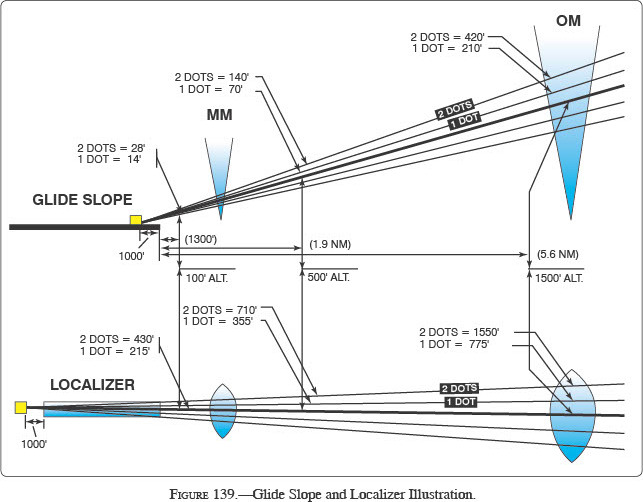 OM
2 DOTS = 420'
1 DOT = 210'
2 DOTS = 140'
1 DOT = 70'
2 DOTS
1 DOT
MM
2 DOTS = 28'
1 DOT = 14'
GLIDE SLOPE
(1300')
(1.9 NM)
(5.6 NM)
1000'
100' ALT.
500' ALT.
1500' ALT.
2 DOTS = 710'
1 DOT = 355'
2 DOTS = 430'
1 DOT = 215'
2 DOTS = 1550'
1 DOT = 775'
LOCALIZER
2 DOTS
1 DOT
1000'
FIGURE 139.—Glide Slope and Localizer Illustration.